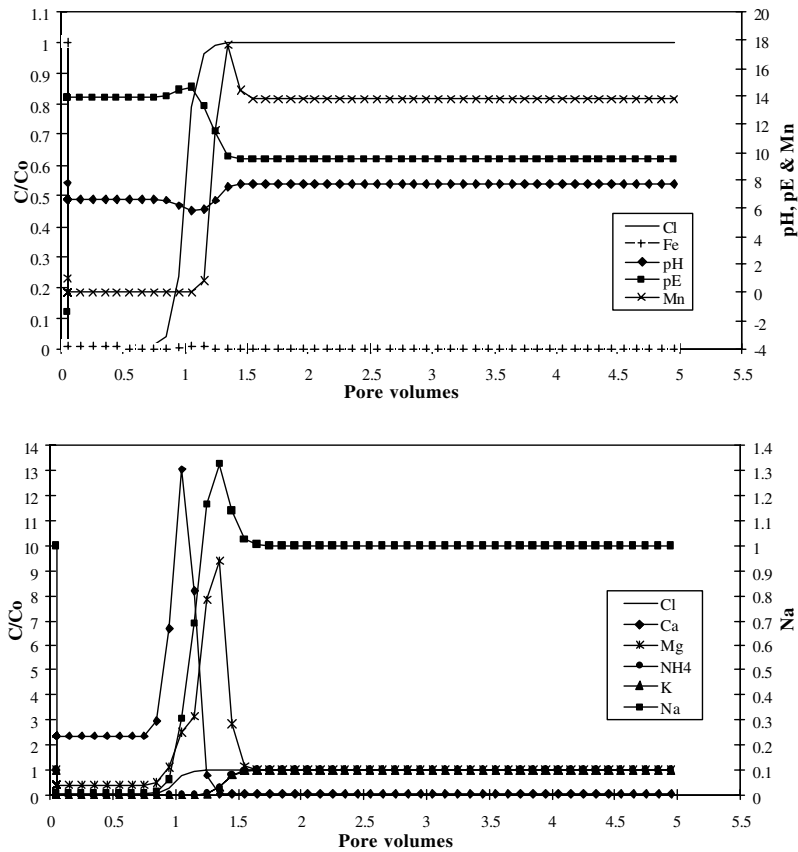 1.1
1
0.9
0.8
0.7
0.6
0.5
0.4
0.3
0.2
0.1
0
C/Co
20
18
16
14
12
10
8
6
4
2
0
-2
-4
pH, pE & Mn
Cl
Fe
pH
pE
Mn
0 0.5 1 1.5 2 2.5 3 3.5 4 4.5 5 5.5
Pore volumes
14
13
12
11
10
9
8
7
6
5
4
3
2
1
0
C/Co
1.4
1.3
1.2
1.1
1
0.9
0.8
0.7
0.6
0.5
0.4
0.3
0.2
0.1
0
Na
Cl
Ca
Mg
NH4
K
Na
0 0.5 1 1.5 2 2.5 3 3.5 4 4.5 5 5.5
Pore volumes